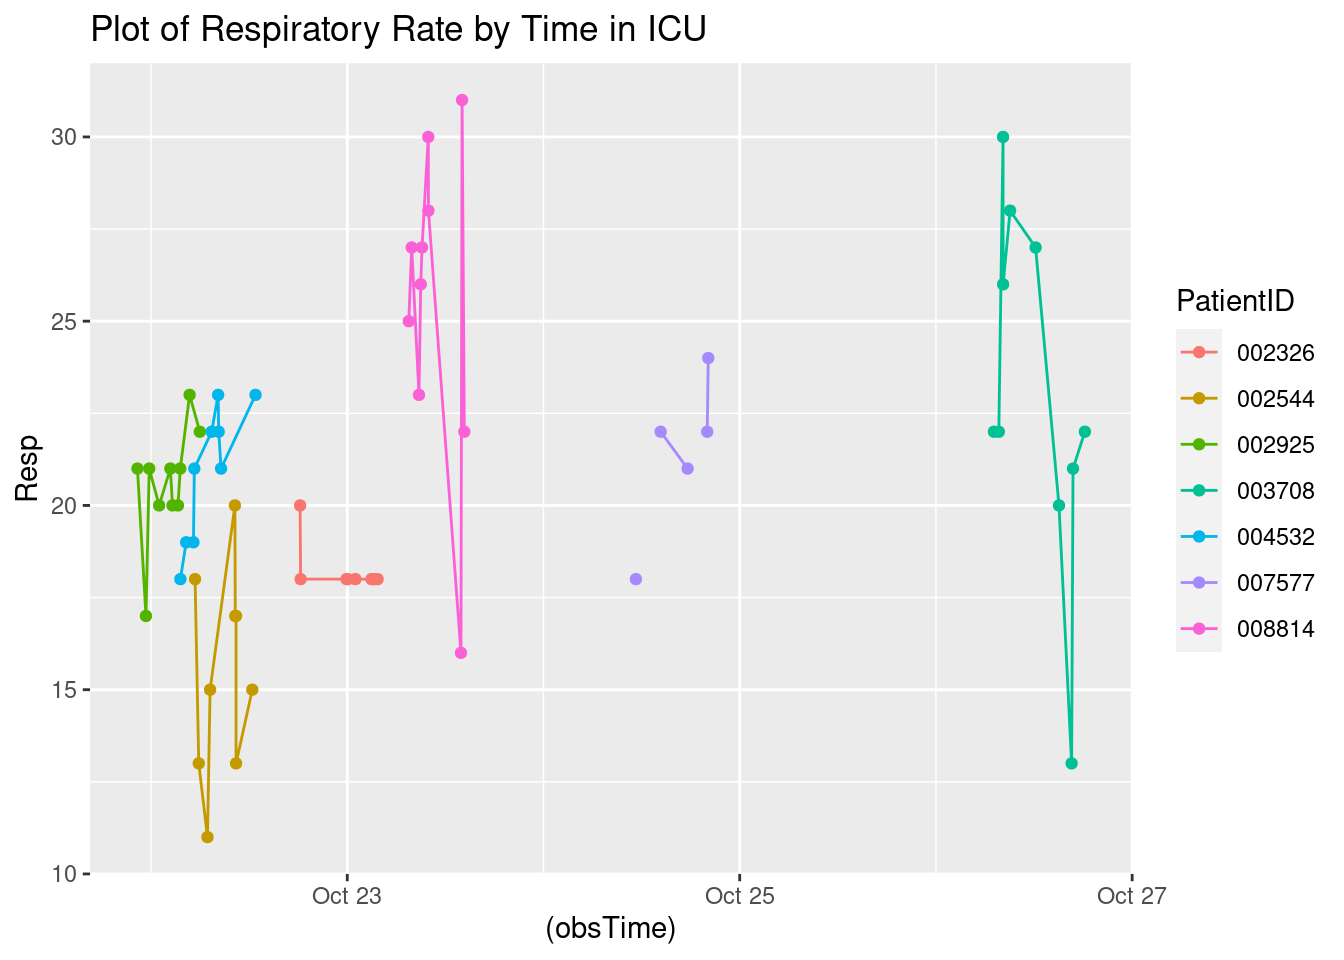 Plot of Respiratory Rate by Time in ICU
Resp
30
25
20
15
10
Oct 23
Oct 25
Oct 27
(obsTime)
PatientID
002326
002544
002925
003708
004532
007577
008814